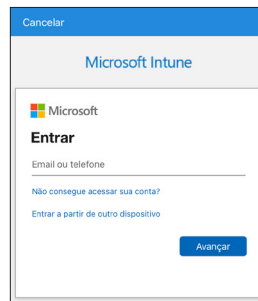 Cancelar
Microsoft Intune
Microsoft
Entrar
Email ou telefone
Não consegue acessar sua conta?
Entrar a partir de outro dispositivo
Avançar